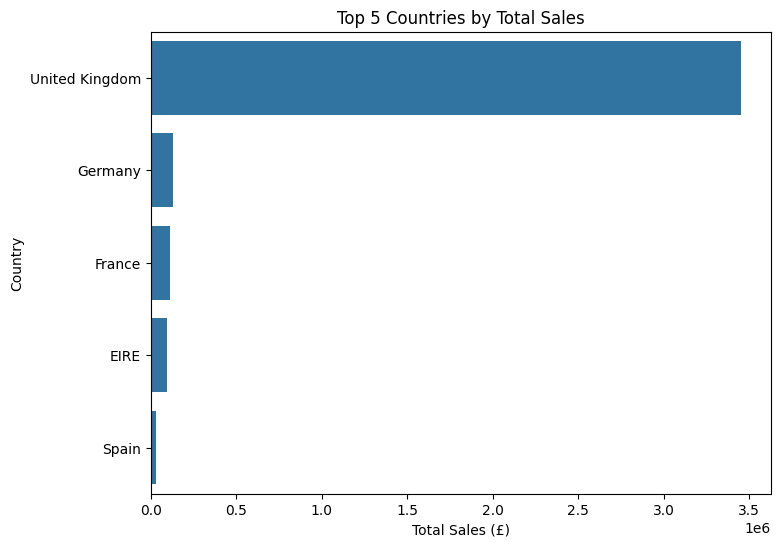 Top 5 Countries by Total Sales
Country
United Kingdom
Germany
France
EIRE
Spain
0.0 0.5 1.0 1.5 2.0 2.5 3.0 3.5
1e6
Total Sales (£)